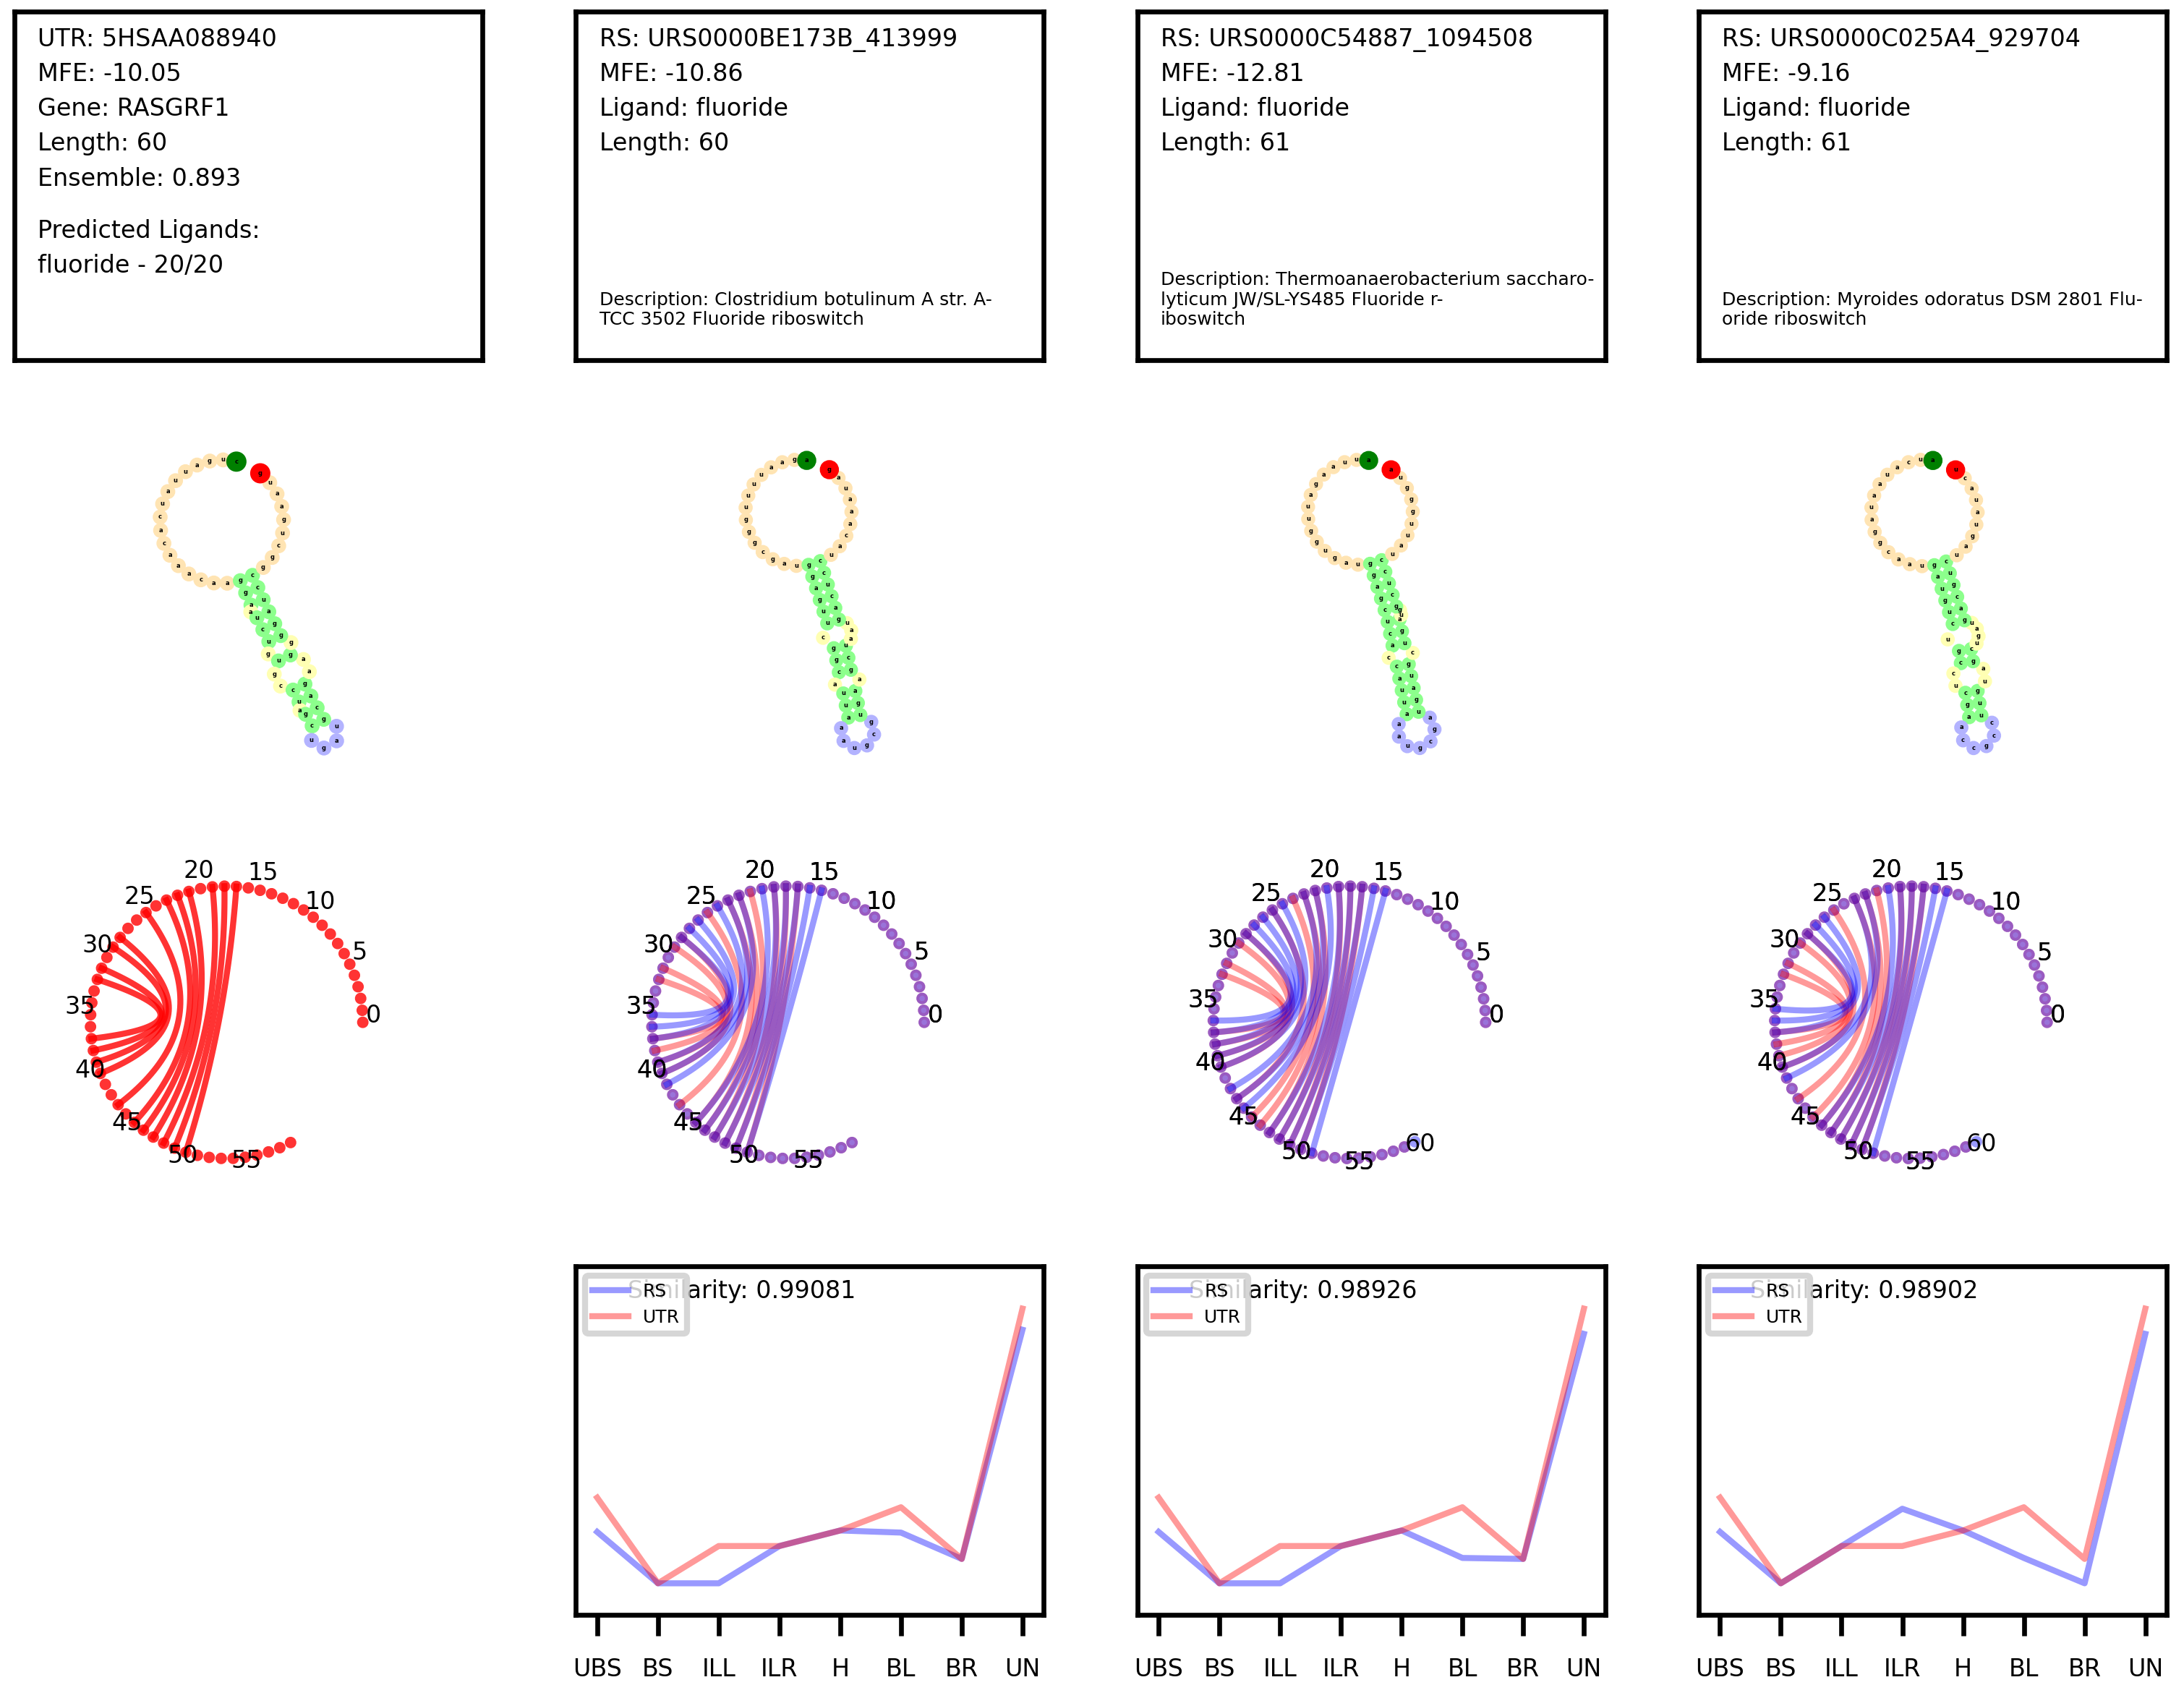 UTR: 5HSAA088940
MFE: -10.05
Gene: RASGRF1
Length: 60
Ensemble: 0.893
Predicted Ligands:
fluoride - 20/20
RS: URS0000BE173B_413999
MFE: -10.86
Ligand: fluoride
Length: 60
Description: Clostridium botulinum A str. A-
TCC 3502 Fluoride riboswitch
RS: URS0000C54887_1094508
MFE: -12.81
Ligand: fluoride
Length: 61
Description: Thermoanaerobacterium saccharo-
lyticum JW/SL-YS485 Fluoride r-
iboswitch
RS: URS0000C025A4_929704
MFE: -9.16
Ligand: fluoride
Length: 61
Description: Myroides odoratus DSM 2801 Flu-
oride riboswitch
0
5
10
15
20
25
30
35
40
45
50
55
0
5
10
15
20
25
30
35
40
45
50
55
0
5
10
15
20
25
30
35
40
45
50
55
60
0
5
10
15
20
25
30
35
40
45
50
55
60
Similarity: 0.99081
RS
UTR
UBS BS ILL ILR H BL BR UN
Similarity: 0.98926
RS
UTR
UBS BS ILL ILR H BL BR UN
Similarity: 0.98902
RS
UTR
UBS BS ILL ILR H BL BR UN